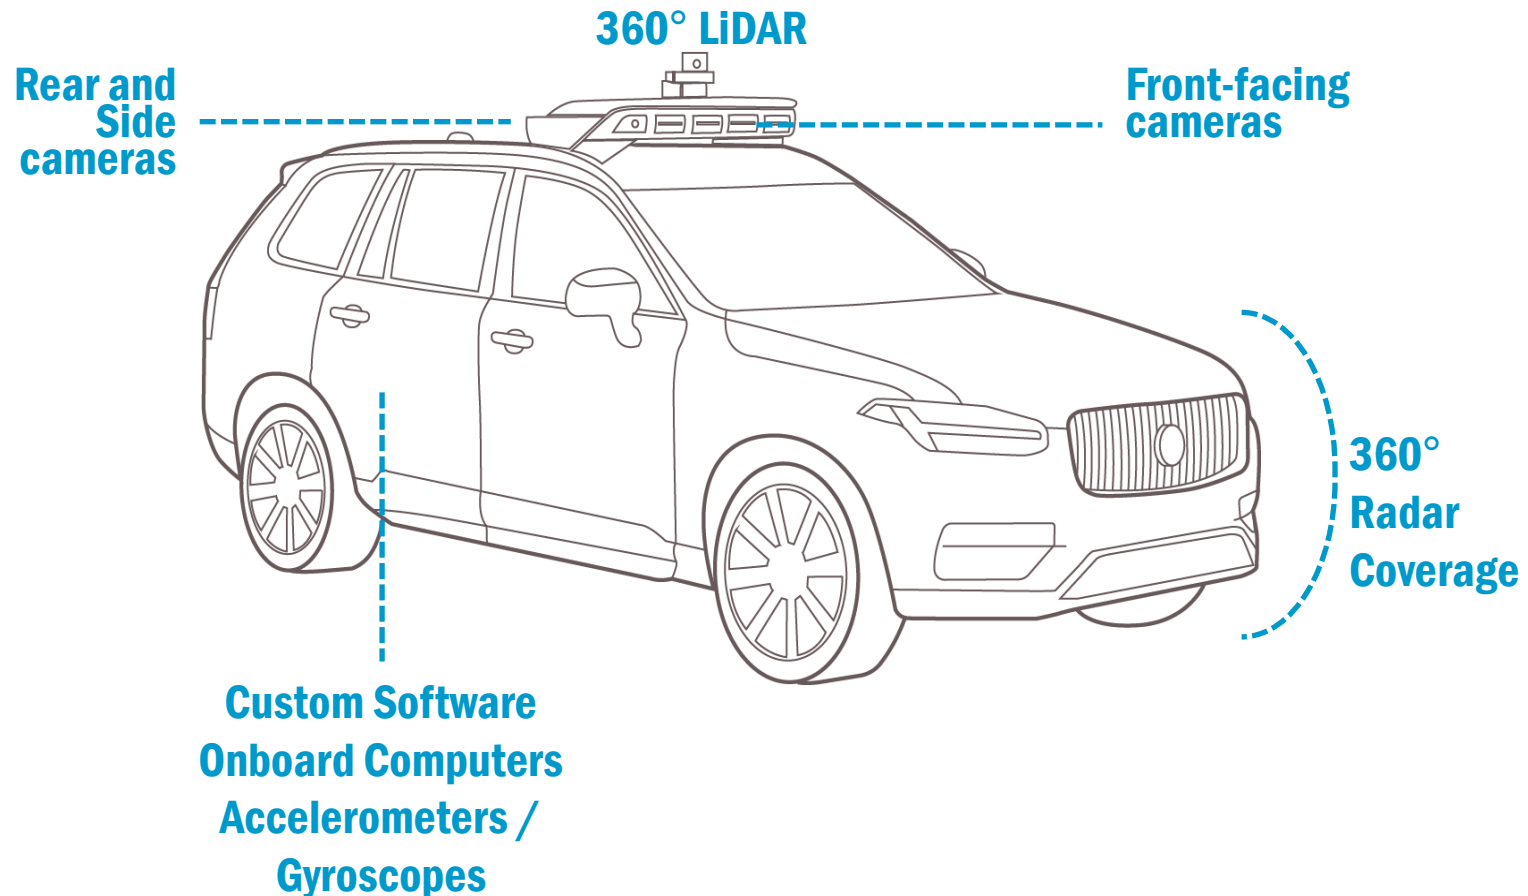 360° LiDAR
Rear and
Side
cameras
Front-facing
cameras
360°
Radar
Coverage
Custom Software
Onboard Computers
Accelerometers /
Gyroscopes